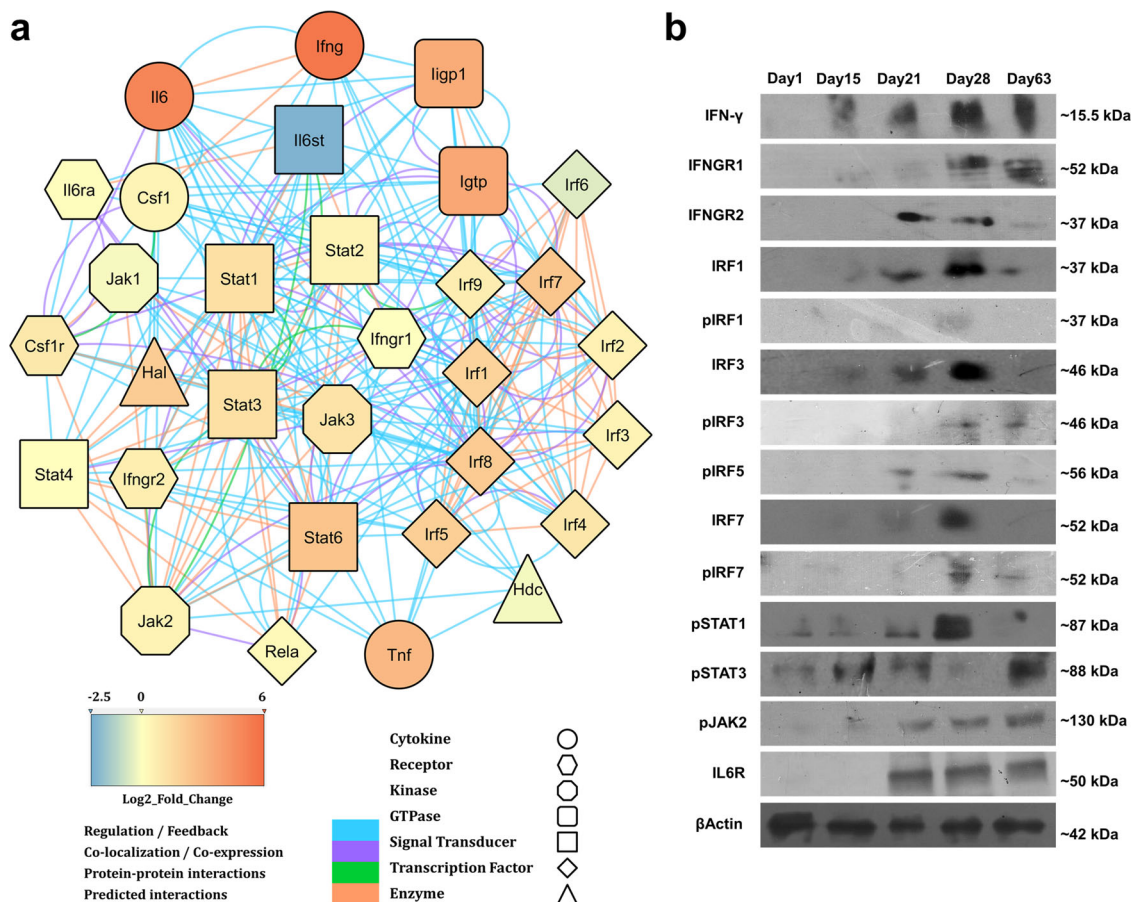 a
Ifng
Iigp1
Il6
Il6st
Igtp
Irf6
Il6ra
Csf1
Stat2
Jak1
Stat1
Irf9
Irf7
Csf1r
Ifngr1
Irf2
Hal
Irf1
Stat3
Jak3
Irf3
Irf8
Stat4
Ifngr2
Irf4
Stat6
Irf5
Hdc
Jak2
Rela
Tnf
-2.5 0 6
Log2_Fold_Change
Regulation / Feedback
Co-localization / Co-expression
Protein-protein interactions
Predicted interactions
Cytokine
Receptor
Kinase
GTPase
Signal Transducer
Transcription Factor
Enzyme
b
Day1 Day15 Day21 Day28 Day63
IFN-γ ~15.5 kDa
IFNGR1 ~52 kDa
IFNGR2 ~37 kDa
IRF1 ~37 kDa
pIRF1 ~37 kDa
IRF3 ~46 kDa
pIRF3 ~46 kDa
pIRF5 ~56 kDa
IRF7 ~52 kDa
pIRF7 ~52 kDa
pSTAT1 ~87 kDa
pSTAT3 ~88 kDa
pJAK2 ~130 kDa
IL6R ~50 kDa
βActin ~42 kDa